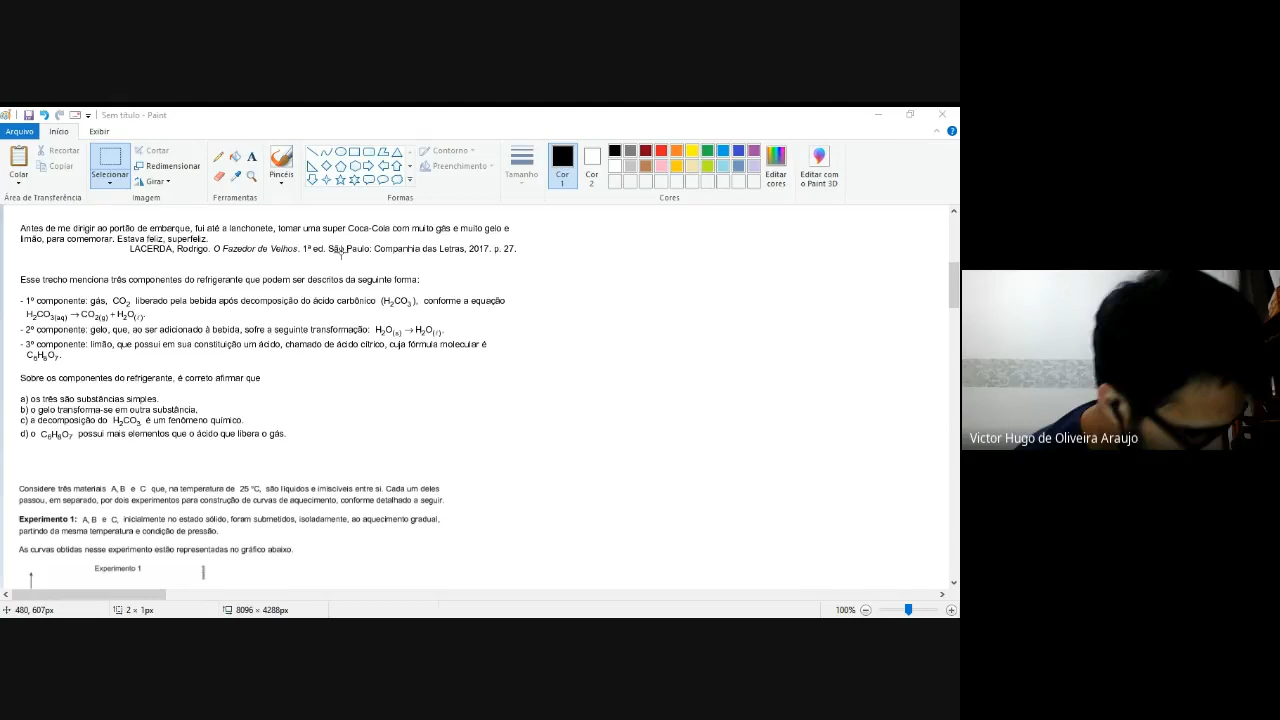 Sem título - Paint
Arquivo Início Exibir
Colar
Recortar
Copiar
Área de Transferência
Selecionar
Redimensionar
Girar
Imagem
Ferramentas
Pincéis
Contorno
Preenchimento
Formas
Tamanho
Cor 1
Cor 2
Editar cores
Cores
Editar com o Paint 3D
Antes de me dirigir ao portão de embarque, fui até a lanchonete, tomar uma super Coca-Cola com muito gás e muito gelo e
limão, para comemorar. Estava feliz, superfeliz.
LACERDA, Rodrigo. O Fazedor de Velhos. 1ª ed. São Paulo: Companhia das Letras, 2017. p. 27.
Esse trecho menciona três componentes do refrigerante que podem ser descritos da seguinte forma:
- 1º componente: gás, CO2 liberado pela bebida após decomposição do ácido carbônico (H2CO3), conforme a equação
H2CO3(aq) → CO2(g) + H2O(ℓ).
- 2º componente: gelo, que, ao ser adicionado à bebida, sofre a seguinte transformação: H2O(s) → H2O(ℓ).
- 3º componente: limão, que possui em sua constituição um ácido, chamado de ácido cítrico, cuja fórmula molecular é
C6H8O7.
Sobre os componentes do refrigerante, é correto afirmar que
a) os três são substâncias simples.
b) o gelo transforma-se em outra substância,
c) a decomposição do H2CO3 é um fenômeno químico.
d) o C6H8O7 possui mais elementos que o ácido que libera o gás.
Considere três materiais A, B e C que, na temperatura de 25 °C, são líquidos e imiscíveis entre si. Cada um deles
passou, em separado, por dois experimentos para construção de curvas de aquecimento, conforme detalhado a seguir.
Experimento 1: A, B e C, inicialmente no estado sólido, foram submetidos, isoladamente, ao aquecimento gradual,
partindo da mesma temperatura e condição de pressão.
As curvas obtidas nesse experimento estão representadas no gráfico abaixo.
Experimento 1
480, 607px
2 × 1px
8096 × 4288px
100%
Victor Hugo de Oliveira Araujo